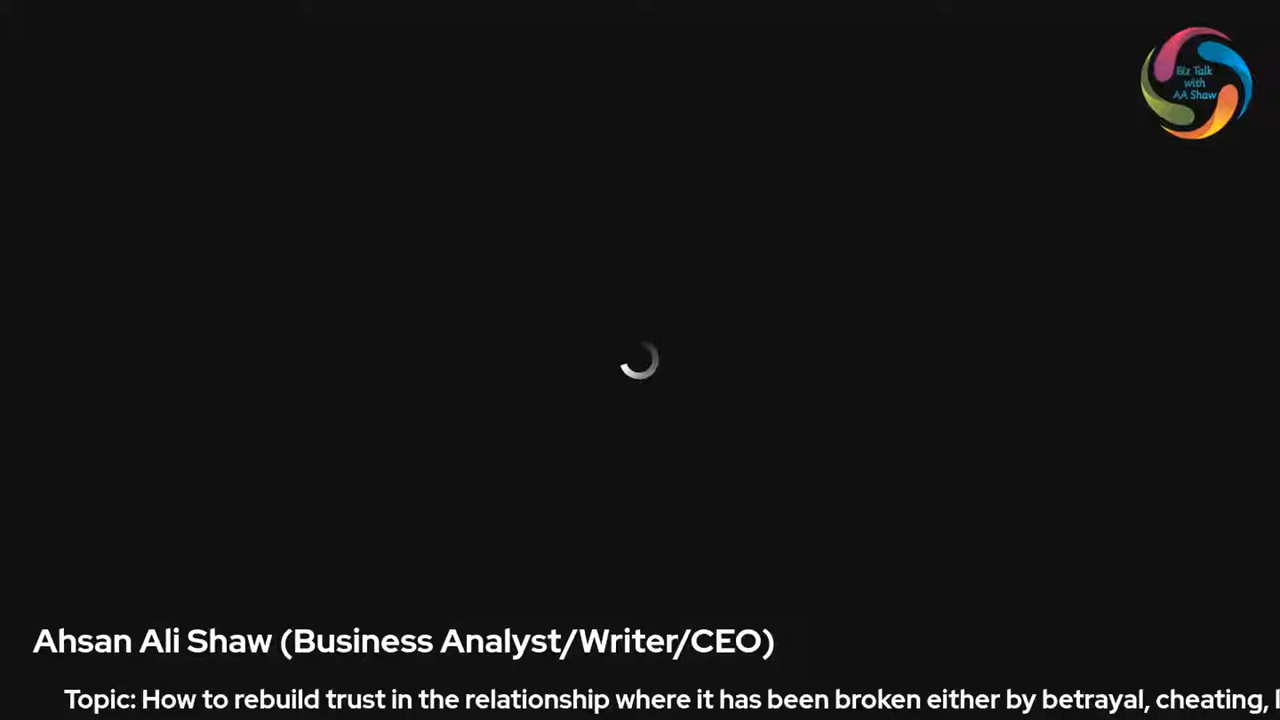 Biz Talk
with
AA Shaw
Ahsan Ali Shaw (Business Analyst/Writer/CEO)
Topic: How to rebuild trust in the relationship where it has been broken either by betrayal, cheating,